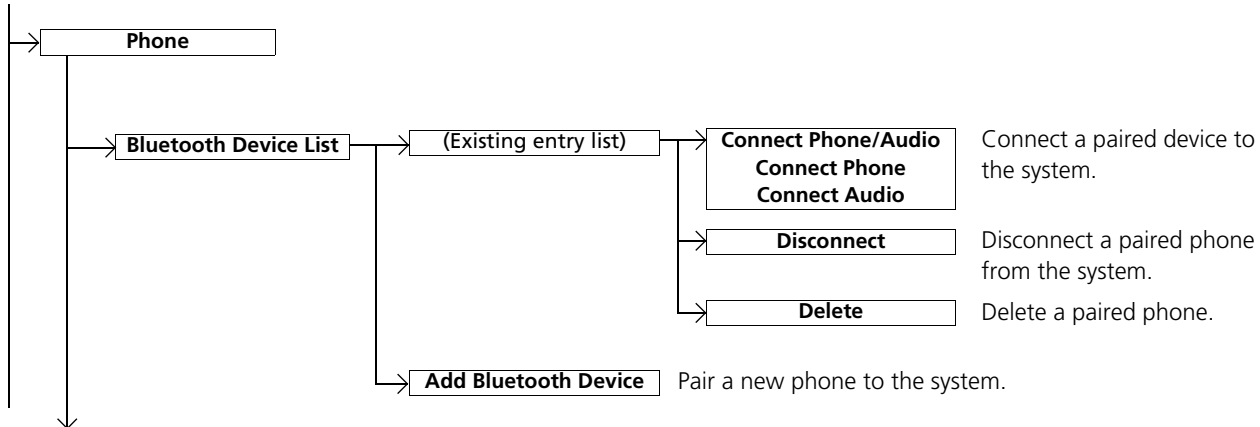 Phone
Bluetooth Device List
(Existing entry list)
Connect Phone/Audio
Connect Phone
Connect Audio
Connect a paired device to
the system.
Disconnect
Disconnect a paired phone
from the system.
Delete
Delete a paired phone.
Add Bluetooth Device
Pair a new phone to the system.